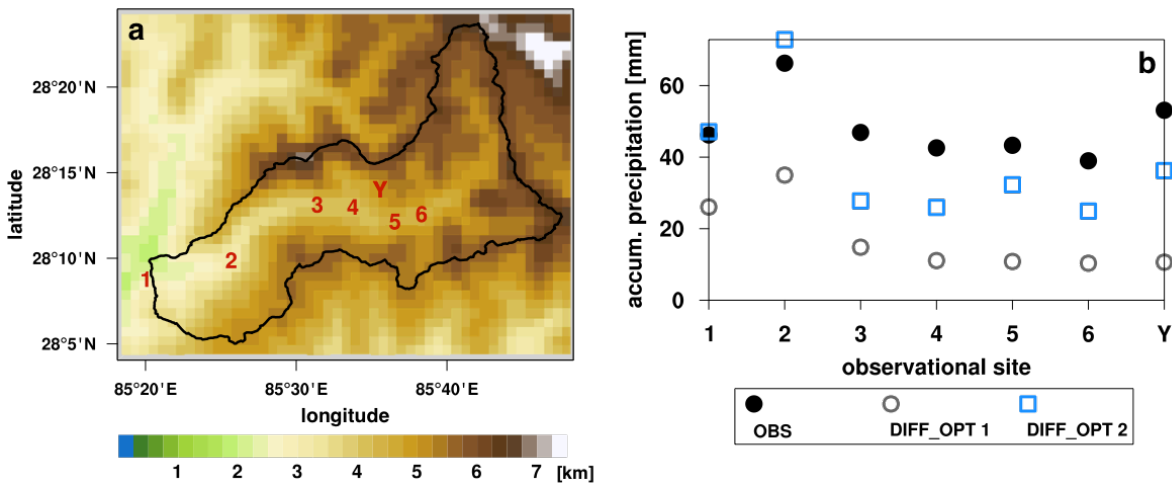 a
28°20'N
28°15'N
28°10'N
28°5'N
latitude
1
2
3
4
Y
5
6
85°20'E 85°30'E 85°40'E
longitude
1 2 3 4 5 6 7 [km]
b
accum. precipitation [mm]
60
40
20
0
1 2 3 4 5 6 Y
observational site
OBS DIFF_OPT 1 DIFF_OPT 2